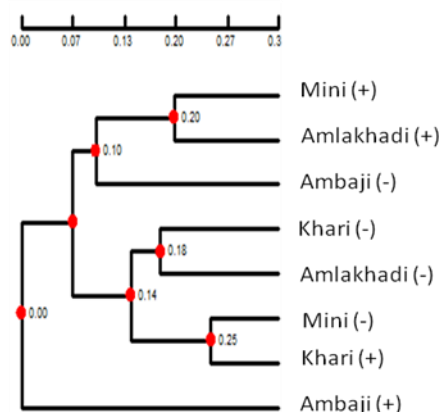 0.00 0.07 0.13 0.20 0.27 0.3
Mini (+)
0.20
Amlakhadi (+)
0.10
Ambaji (-)
Khari (-)
0.18
Amlakhadi (-)
0.14
0.00
Mini (-)
0.25
Khari (+)
Ambaji (+)